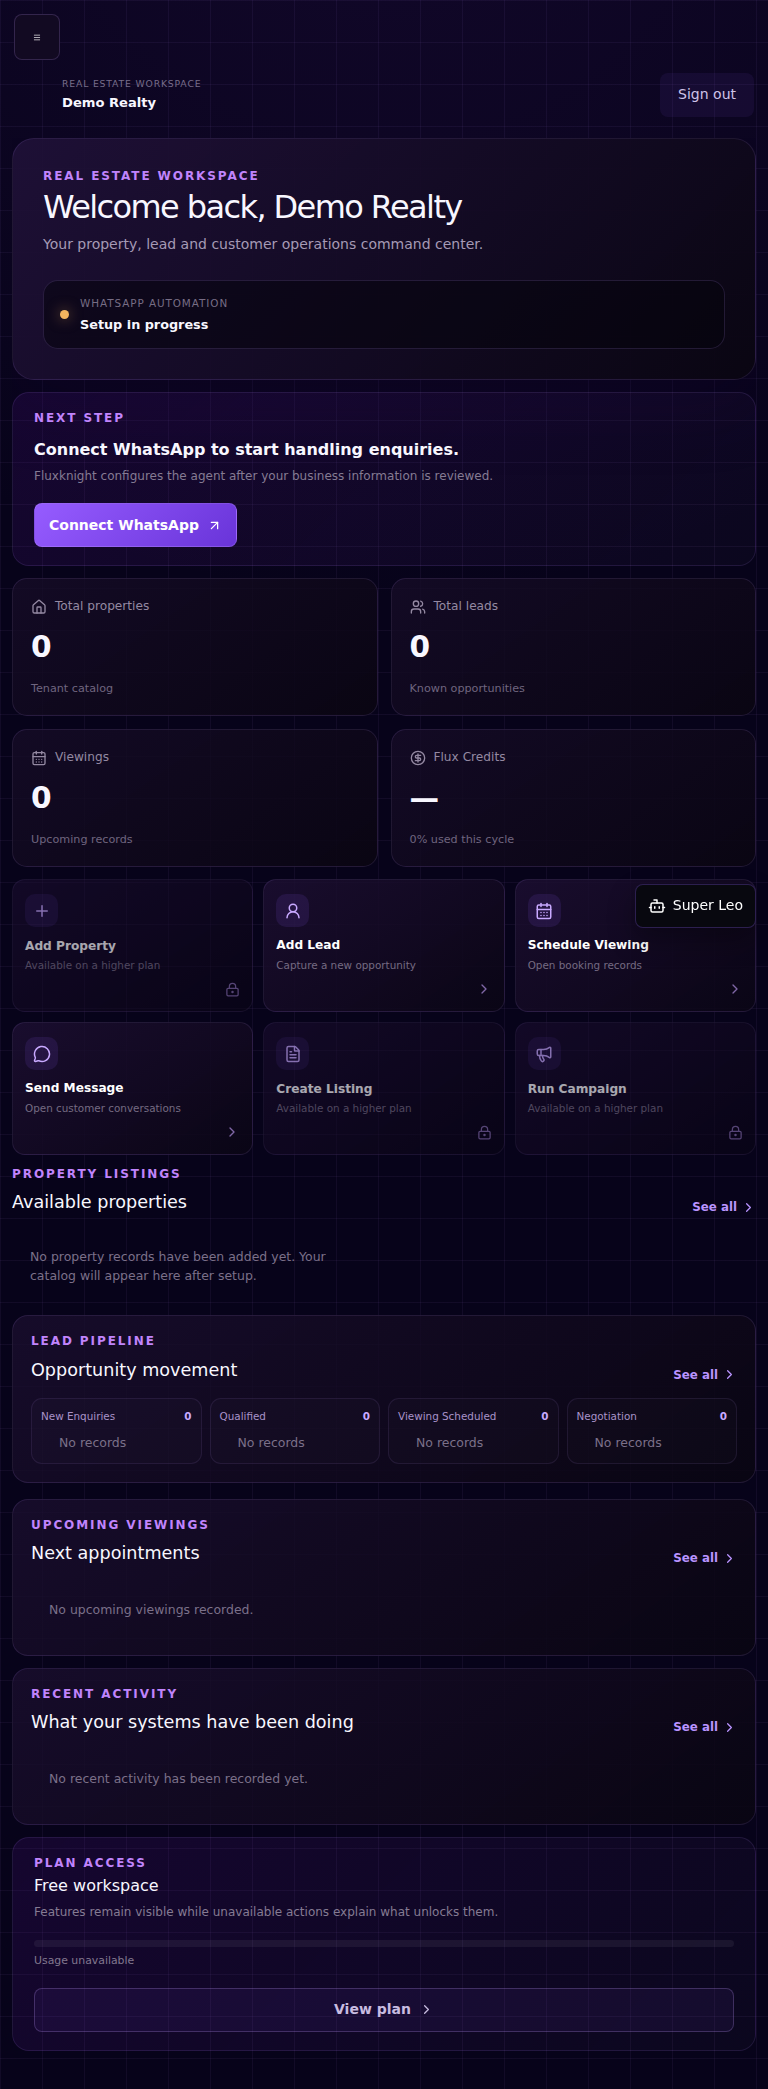 REAL ESTATE WORKSPACE
Demo Realty
Sign out
REAL ESTATE WORKSPACE
Welcome back, Demo Realty
Your property, lead and customer operations command center.
WHATSAPP AUTOMATION
Setup in progress
NEXT STEP
Connect WhatsApp to start handling enquiries.
Fluxknight configures the agent after your business information is reviewed.
Connect WhatsApp
Total properties
0
Tenant catalog
Total leads
0
Known opportunities
Viewings
0
Upcoming records
Flux Credits
—
0% used this cycle
Add Property
Available on a higher plan
Add Lead
Capture a new opportunity
Super Leo
Schedule Viewing
Open booking records
Send Message
Open customer conversations
Create Listing
Available on a higher plan
Run Campaign
Available on a higher plan
PROPERTY LISTINGS
Available properties
See all
No property records have been added yet. Your
catalog will appear here after setup.
LEAD PIPELINE
Opportunity movement
See all
New Enquiries 0
No records
Qualified 0
No records
Viewing Scheduled 0
No records
Negotiation 0
No records
UPCOMING VIEWINGS
Next appointments
See all
No upcoming viewings recorded.
RECENT ACTIVITY
What your systems have been doing
See all
No recent activity has been recorded yet.
PLAN ACCESS
Free workspace
Features remain visible while unavailable actions explain what unlocks them.
Usage unavailable
View plan